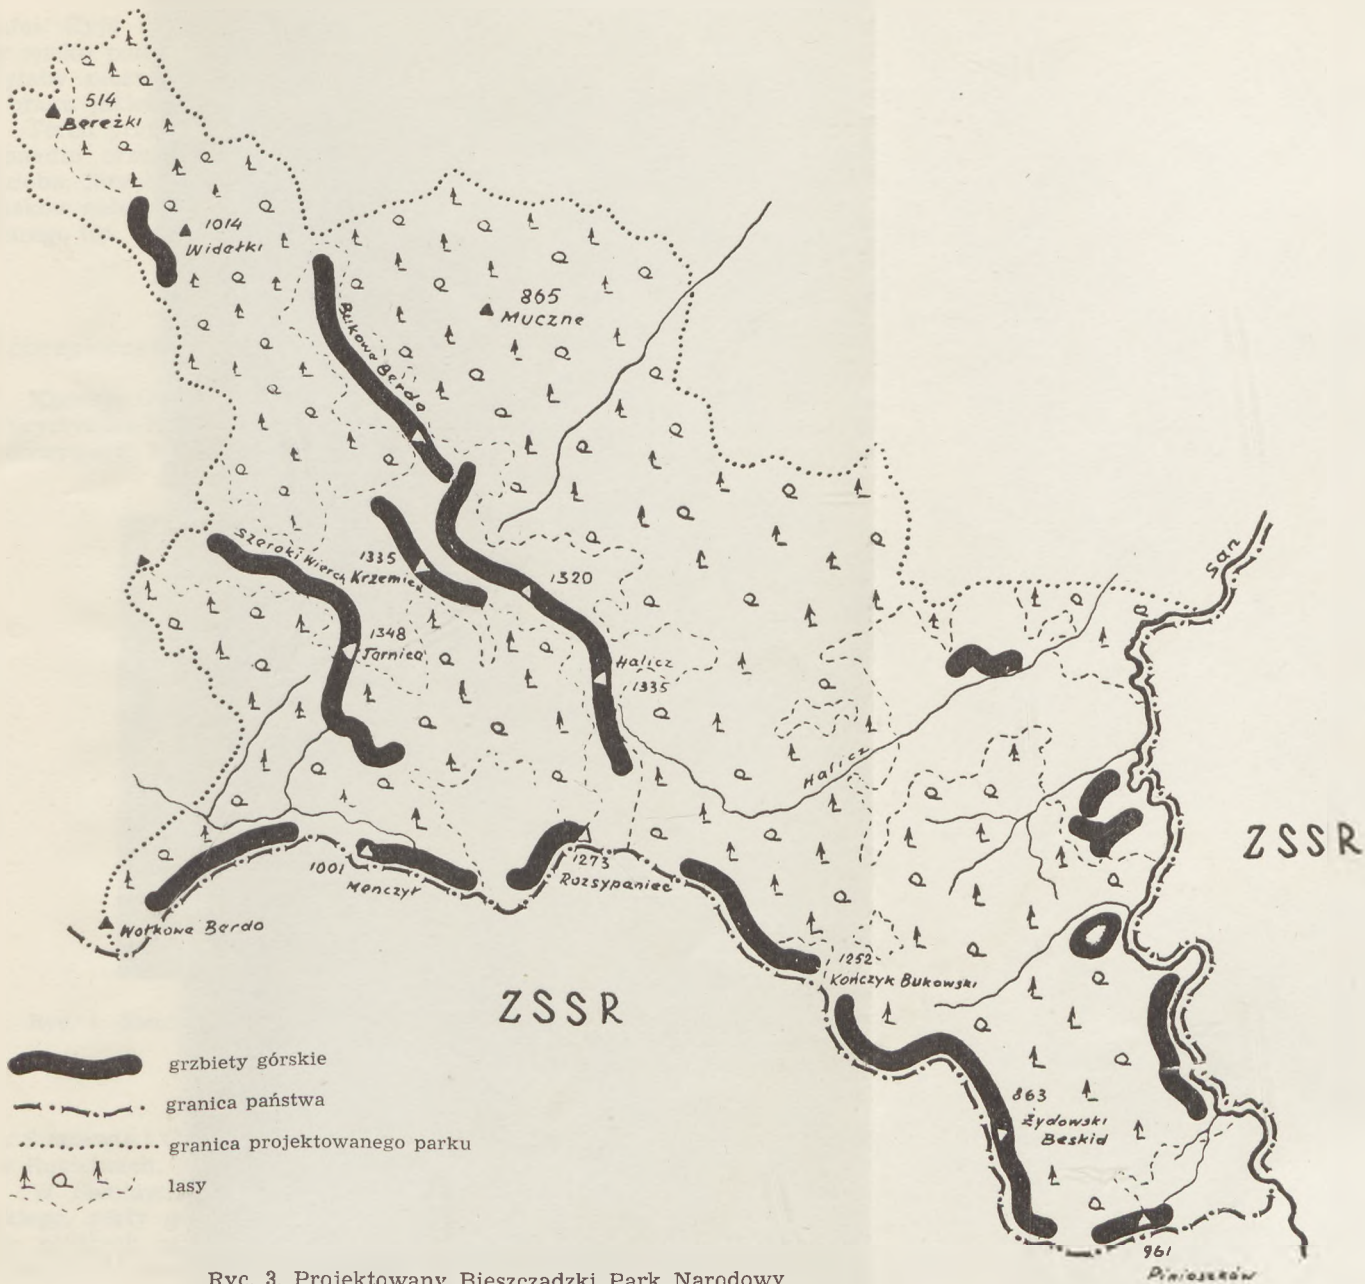 514
Bereżki
1014
Widełki
865
Muczne
Bukowe Berdo
San
Szeroki Wierch
1335
Krzemień
1320
1348
Tarnica
Halicz
1335
Halicz
ZSSR
1001
Menczył
1273
Rozsypaniec
Wołkowe Berdo
1252
Kończyk Bukowski
ZSSR
863
Żydowski
Beskid
961
Piniaszków
grzbiety górskie
granica państwa
granica projektowanego parku
lasy
Ryc. 3. Projektowany Bieszczadzki Park Narodowy